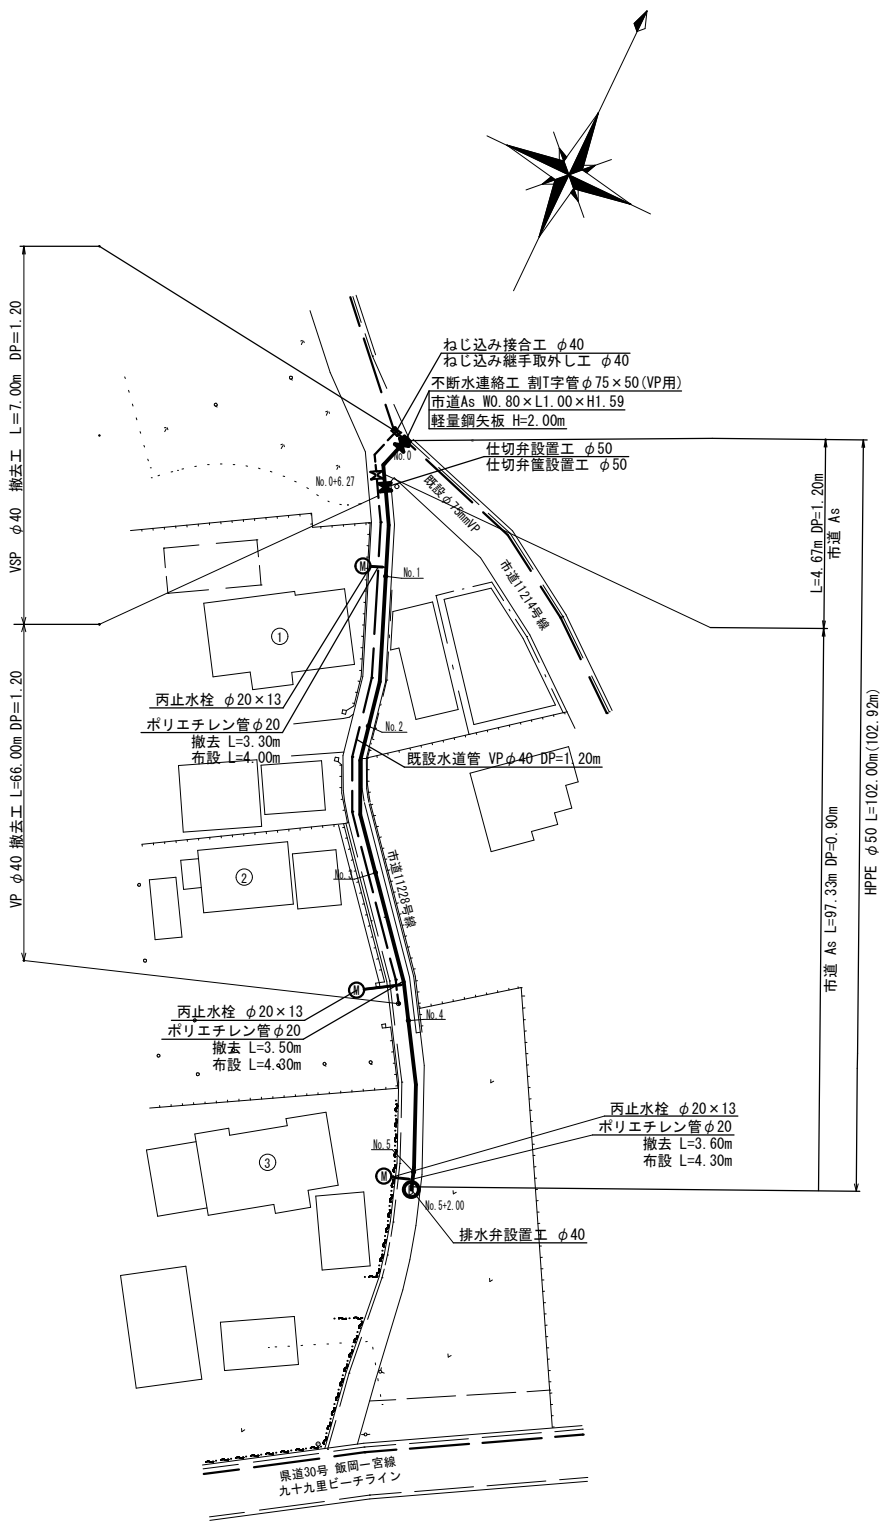 ねじ込み接合工 φ40
ねじ込み継手取外し工 φ40
不断水連絡工 割T字管φ75×50(VP用)
市道As W0.80×L1.00×H1.59
軽量鋼矢板 H=2.00m
仕切弁設置工 φ50
仕切弁筺設置工 φ50
No.0
No.0+6.27
既設φ75mmVP
市道11214号線
VSP φ40 撤去工 L=7.00m DP=1.20
L=4.67m DP=1.20m
市道 As
M
No.1
①
丙止水栓 φ20×13
ポリエチレン管φ20
撤去 L=3.30m
布設 L=4.00m
No.2
既設水道管 VPφ40 DP=1.20m
VP φ40 撤去工 L=66.00m DP=1.20
HPPE φ50 L=102.00m(102.92m)
②
No.3
市道11228号線
市道 As L=97.33m DP=0.90m
M
丙止水栓 φ20×13
ポリエチレン管φ20
撤去 L=3.50m
布設 L=4.30m
No.4
丙止水栓 φ20×13
ポリエチレン管φ20
撤去 L=3.60m
布設 L=4.30m
No.5
③
M
No.5+2.00
排水弁設置工 φ40
県道30号 飯岡一宮線
九十九里ビーチライン